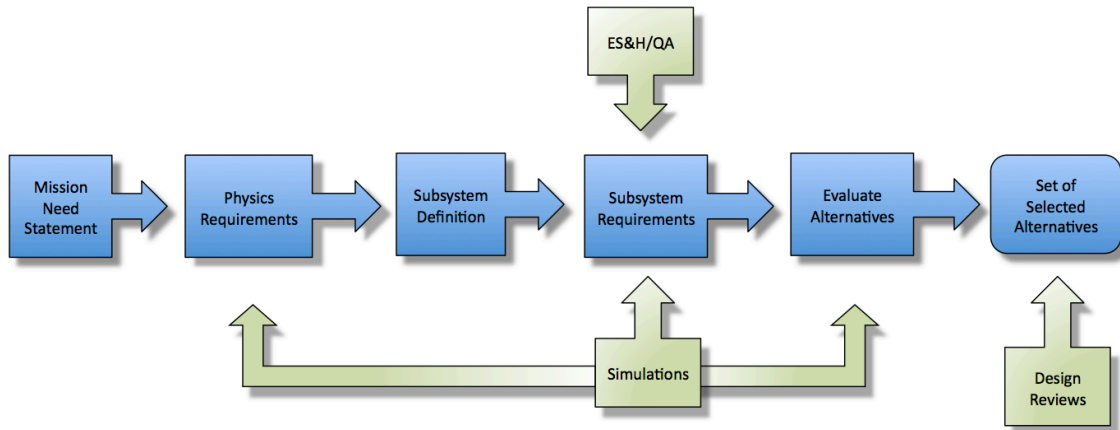 ES&H/QA
Mission
Need
Statement
Physics
Requirements
Subsystem
Definition
Subsystem
Requirements
Evaluate
Alternatives
Set of
Selected
Alternatives
Simulations
Design
Reviews